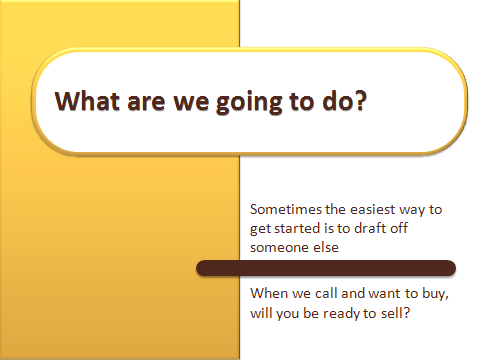 What are we going to do?
Sometimes the easiest way to
get started is to draft off
someone else
When we call and want to buy,
will you be ready to sell?